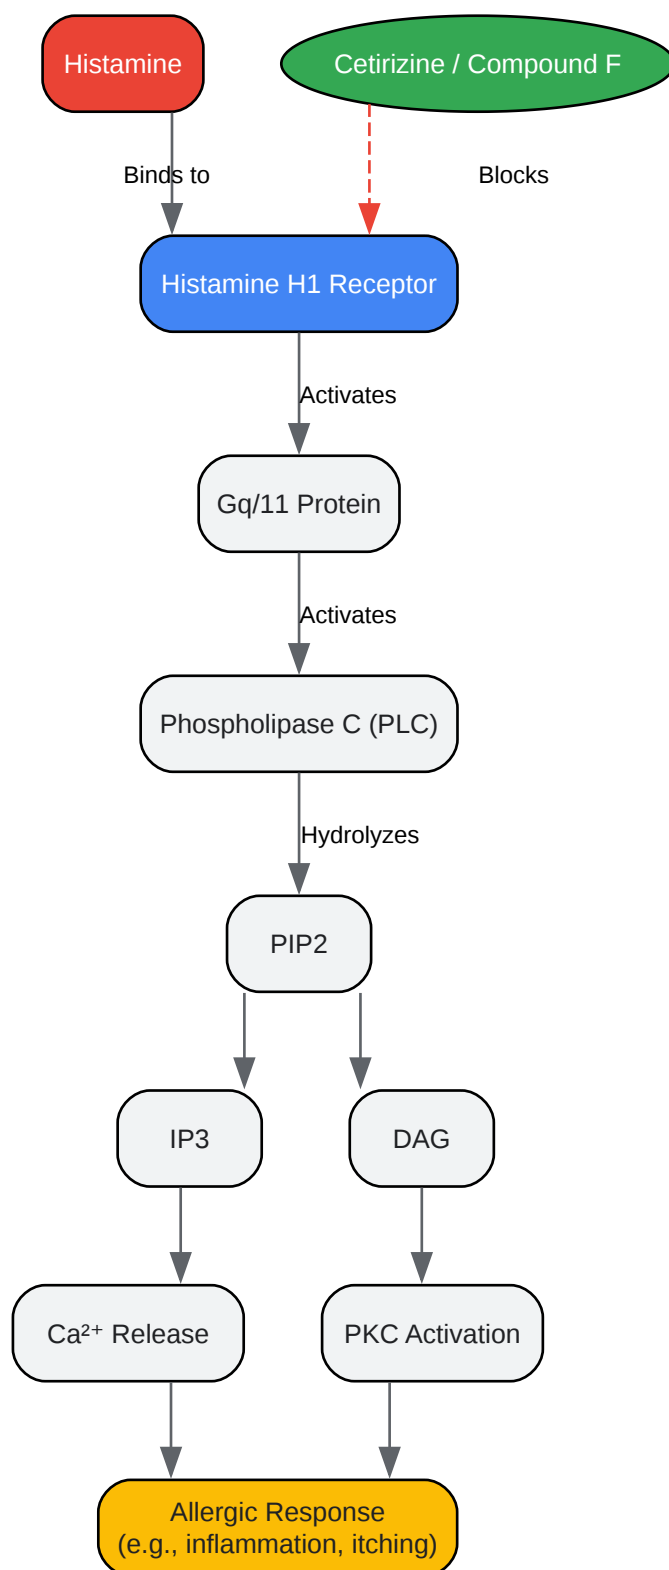 Histamine
Cetirizine / Compound F
Binds to
Blocks
Histamine H1 Receptor
Activates
Gq/11 Protein
Activates
Phospholipase C (PLC)
Hydrolyzes
PIP2
IP3
DAG
Ca²⁺ Release
PKC Activation
Allergic Response
(e.g., inflammation, itching)